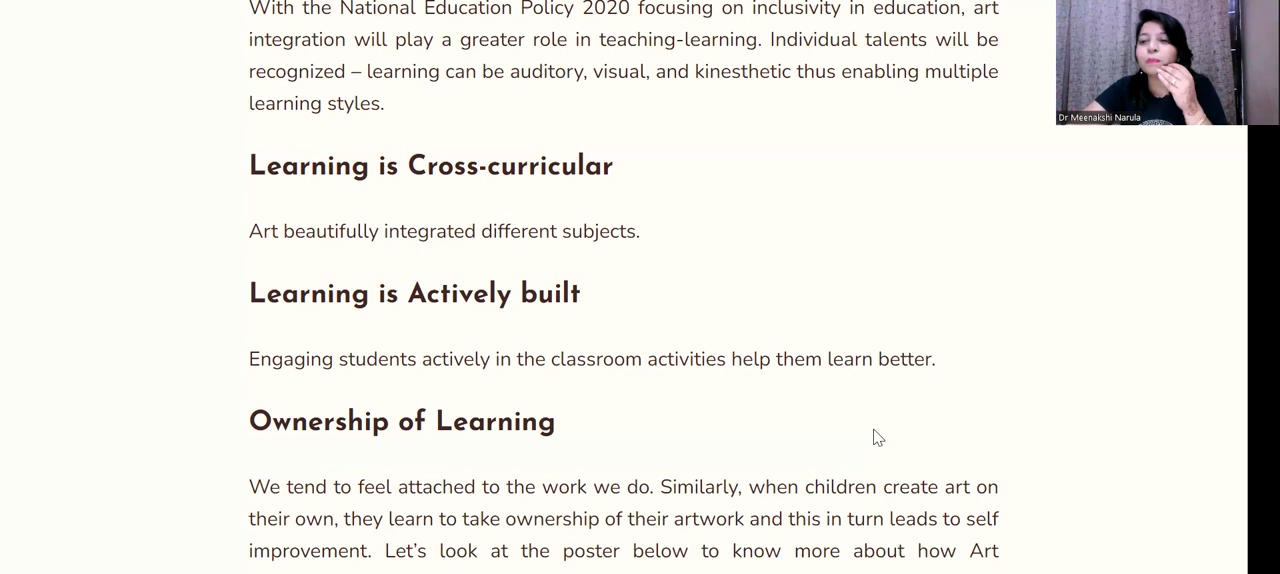 With the National Education Policy 2020 focusing on inclusivity in education, art
integration will play a greater role in teaching-learning. Individual talents will be
recognized – learning can be auditory, visual, and kinesthetic thus enabling multiple
learning styles.
Learning is Cross-curricular
Art beautifully integrated different subjects.
Learning is Actively built
Engaging students actively in the classroom activities help them learn better.
Ownership of Learning
We tend to feel attached to the work we do. Similarly, when children create art on
their own, they learn to take ownership of their artwork and this in turn leads to self
improvement. Let's look at the poster below to know more about how Art
Dr Meenakshi Narula